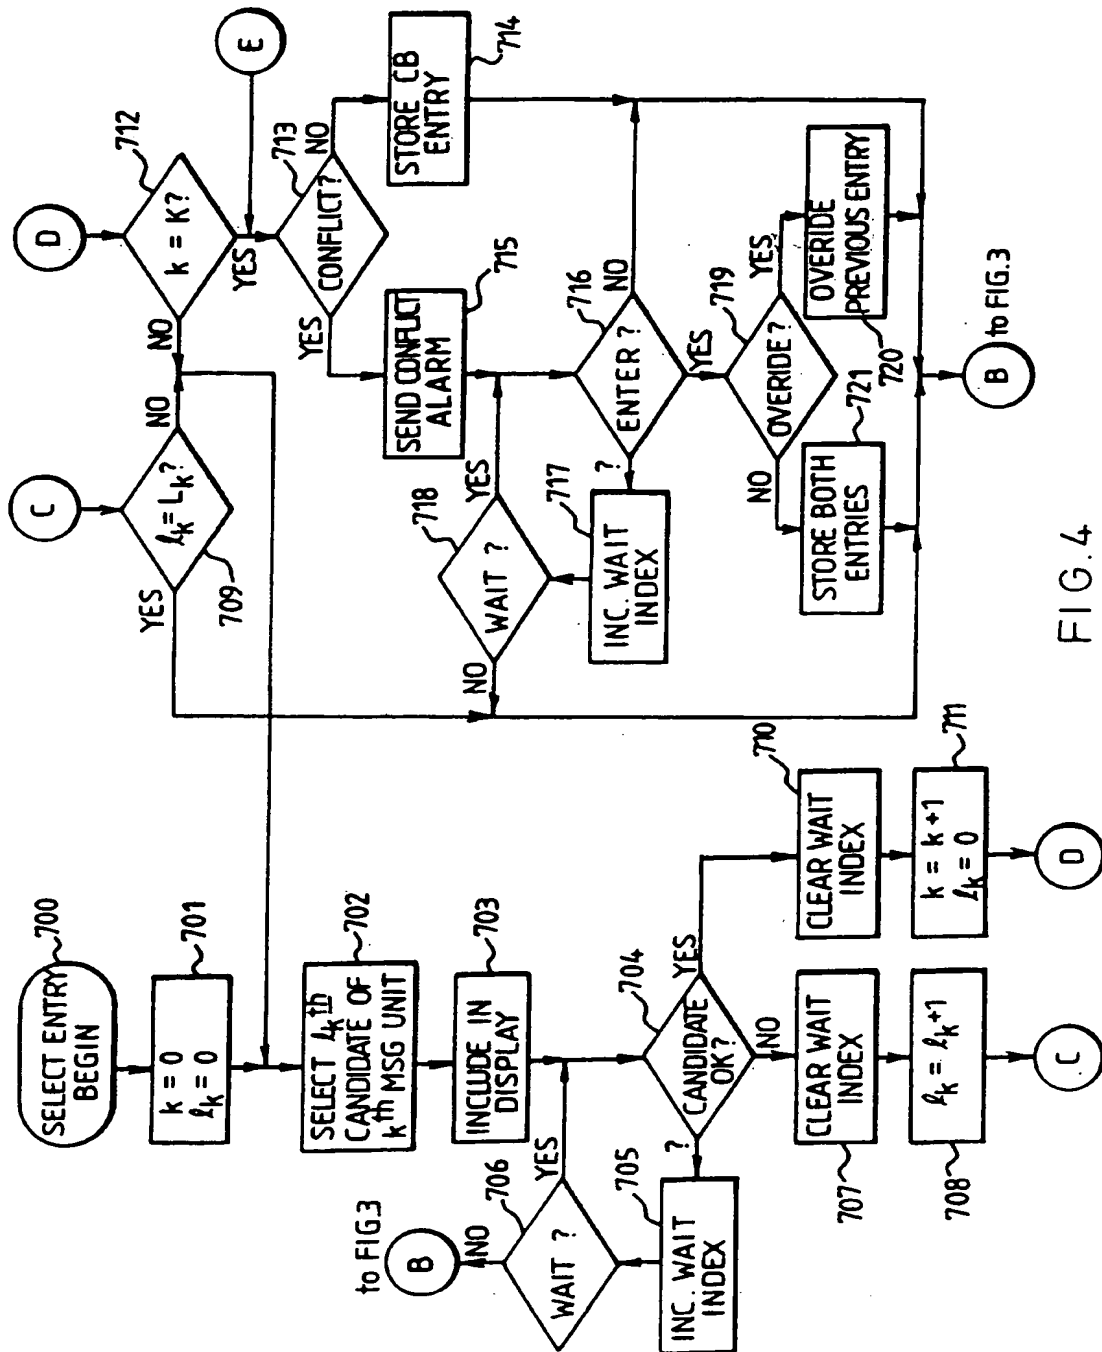 SELECT ENTRY
BEGIN
700
k = 0
ℓk = 0
701
SELECT ℓk th
CANDIDATE OF
k th MSG UNIT
702
INCLUDE IN
DISPLAY
703
CANDIDATE
OK?
704
YES
NO
?
INC. WAIT
INDEX
705
WAIT ?
706
YES
NO
B
to FIG.3
CLEAR WAIT
INDEX
707
ℓk = ℓk+1
708
C
CLEAR WAIT
INDEX
710
k = k+1
ℓk = 0
711
D
C
ℓk = Lk?
709
YES
NO
D
k = K?
712
NO
YES
E
CONFLICT?
713
YES
NO
STORE CB
ENTRY
714
SEND CONFLICT
ALARM
715
ENTER ?
716
NO
YES
?
INC. WAIT
INDEX
717
WAIT ?
718
YES
NO
OVERRIDE?
719
YES
NO
OVERRIDE
PREVIOUS ENTRY
720
STORE BOTH
ENTRIES
721
B
to FIG.3
FIG.4